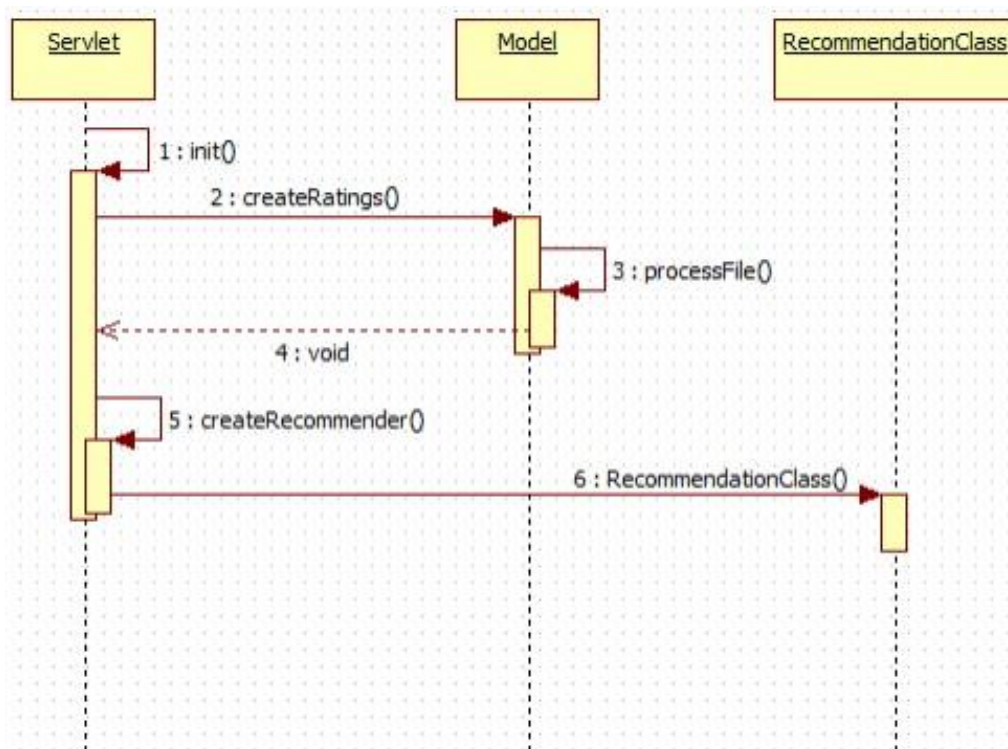 Servlet
Model
RecommendationClass
1 : init()
2 : createRatings()
3 : processFile()
4 : void
5 : createRecommender()
6 : RecommendationClass()